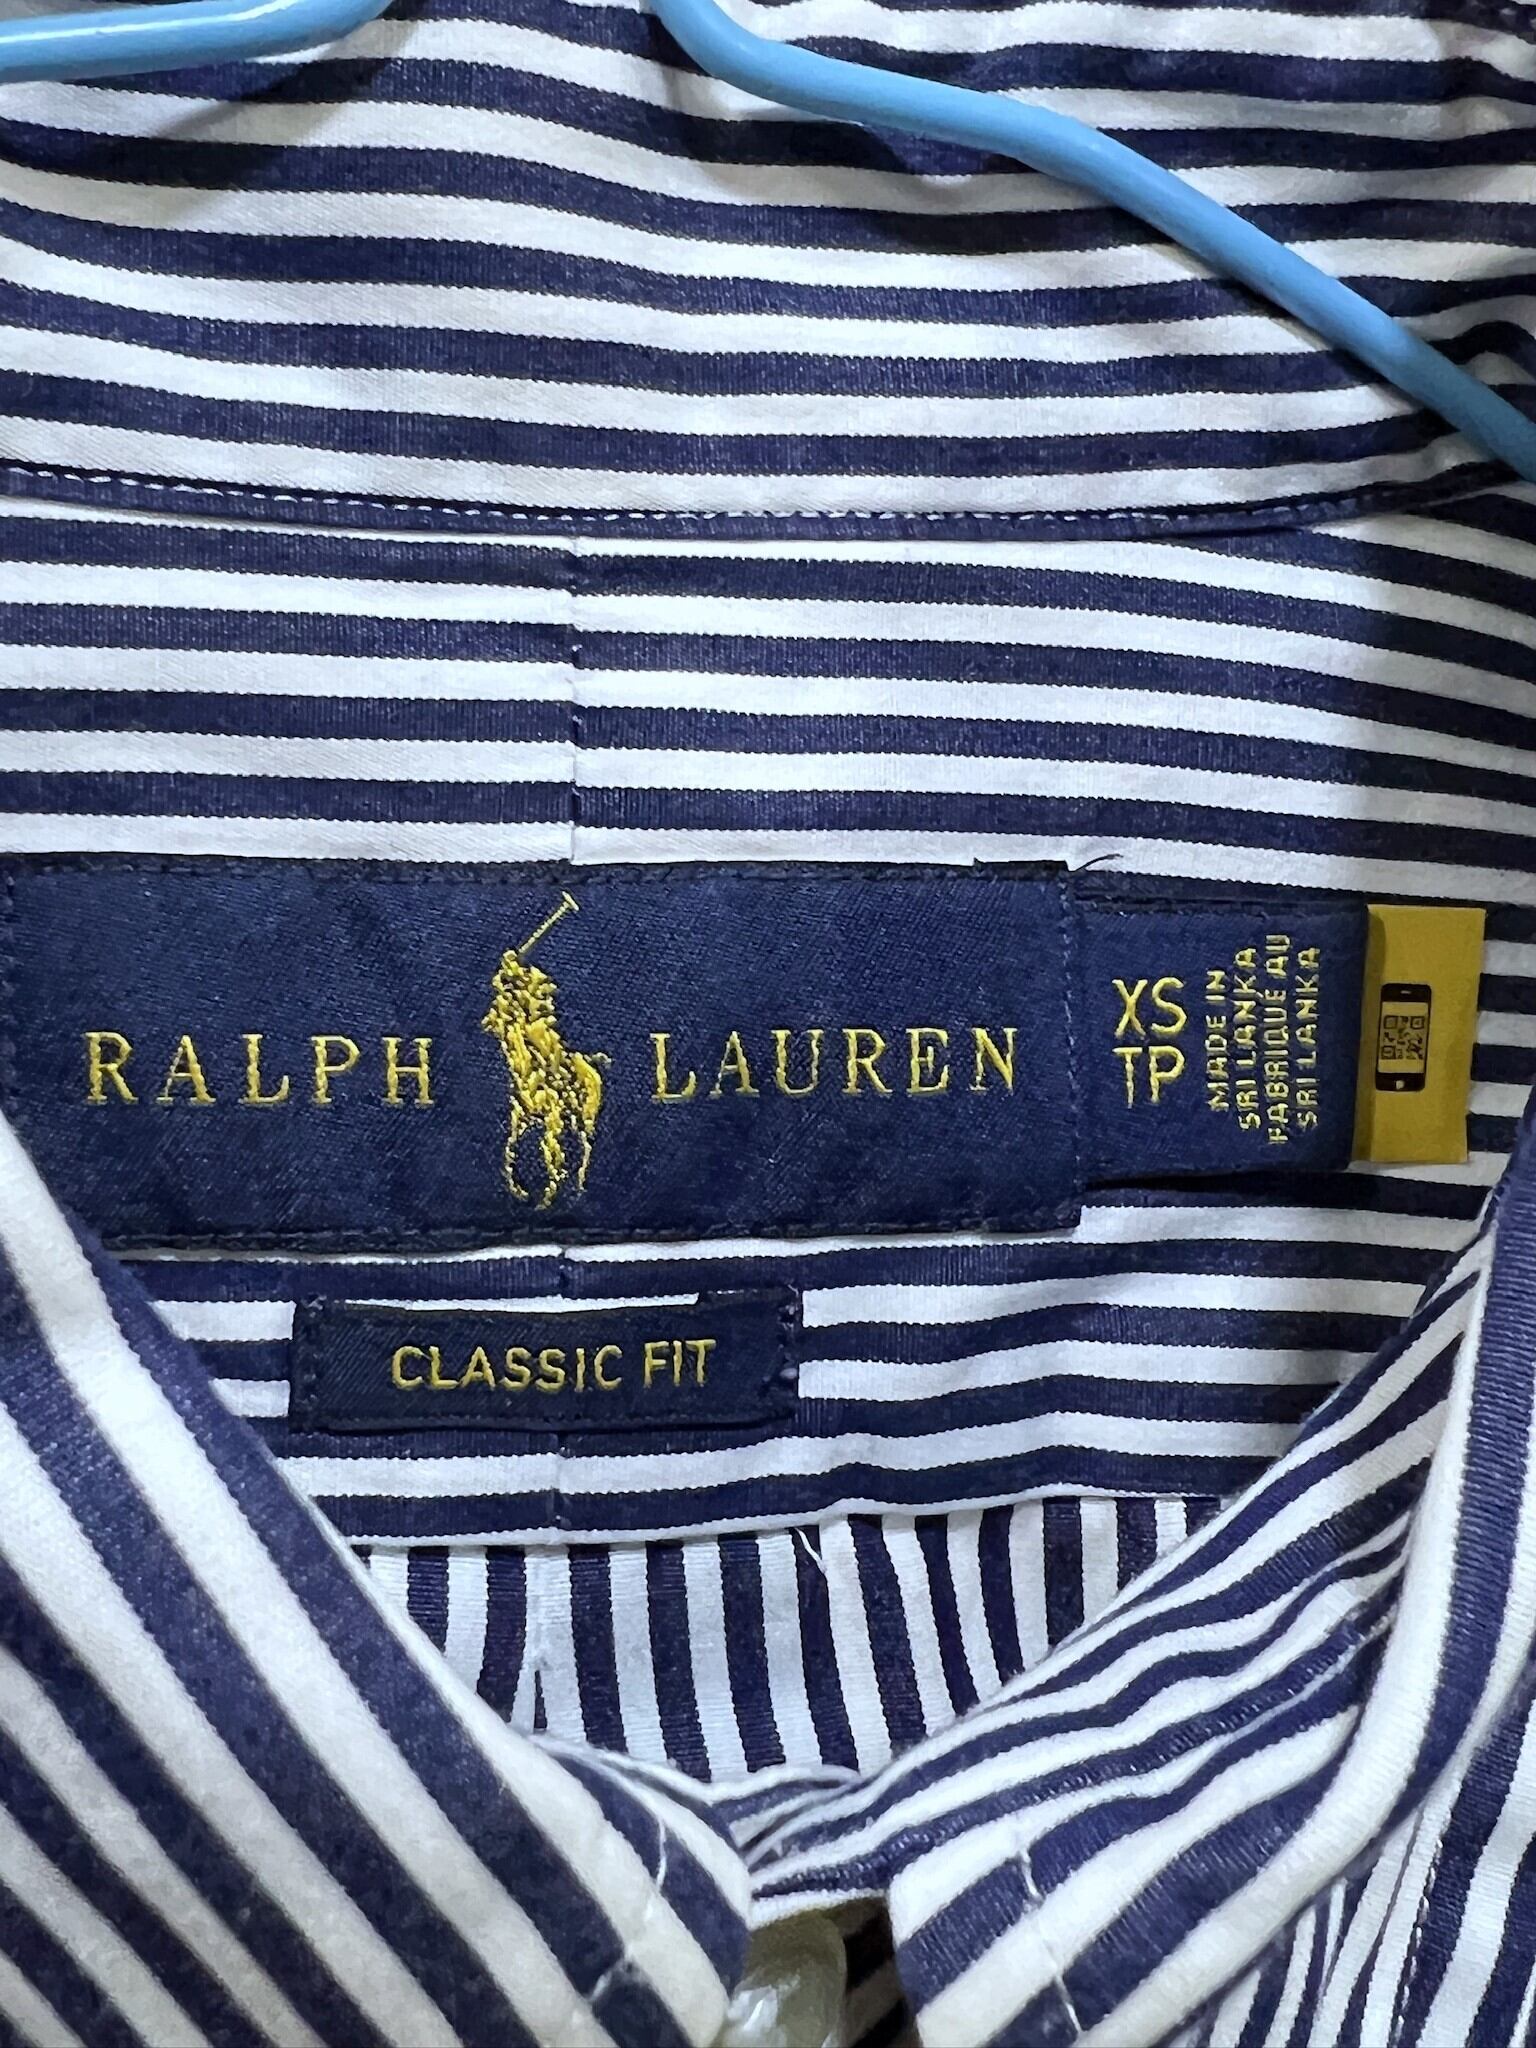 RALPH LAUREN
XS
TP
MADE IN
SRI LANKA
FABRIQUE AU
SRI LANKA
CLASSIC FIT